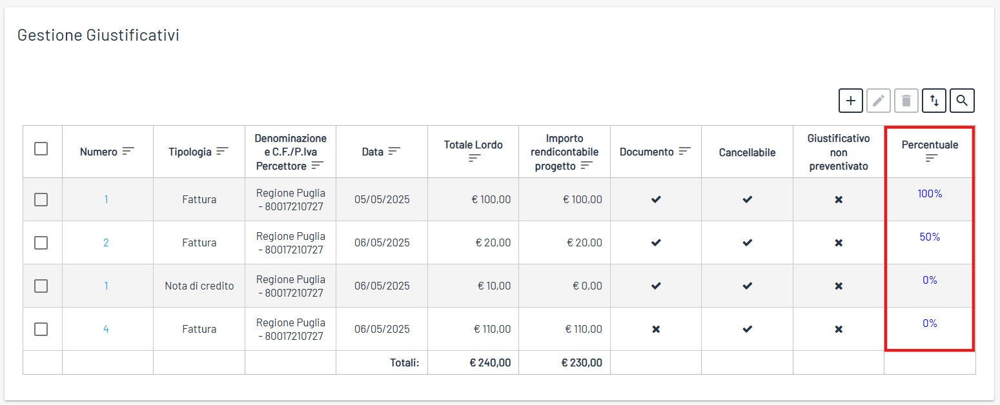 Gestione Giustificativi
Numero
Tipologia
Denominazione
e C.F./P.Iva
Percettore
Data
Totale Lordo
Importo
rendicontabile
progetto
Documento
Cancellabile
Giustificativo
non
preventivato
Percentuale
1
Fattura
Regione Puglia
- 80017210727
05/05/2025
€ 100,00
€ 100,00
100%
2
Fattura
Regione Puglia
- 80017210727
06/05/2025
€ 20,00
€ 20,00
50%
1
Nota di credito
Regione Puglia
- 80017210727
06/05/2025
€ 10,00
€ 0,00
0%
4
Fattura
Regione Puglia
- 80017210727
06/05/2025
€ 110,00
€ 110,00
0%
Totali:
€ 240,00
€ 230,00